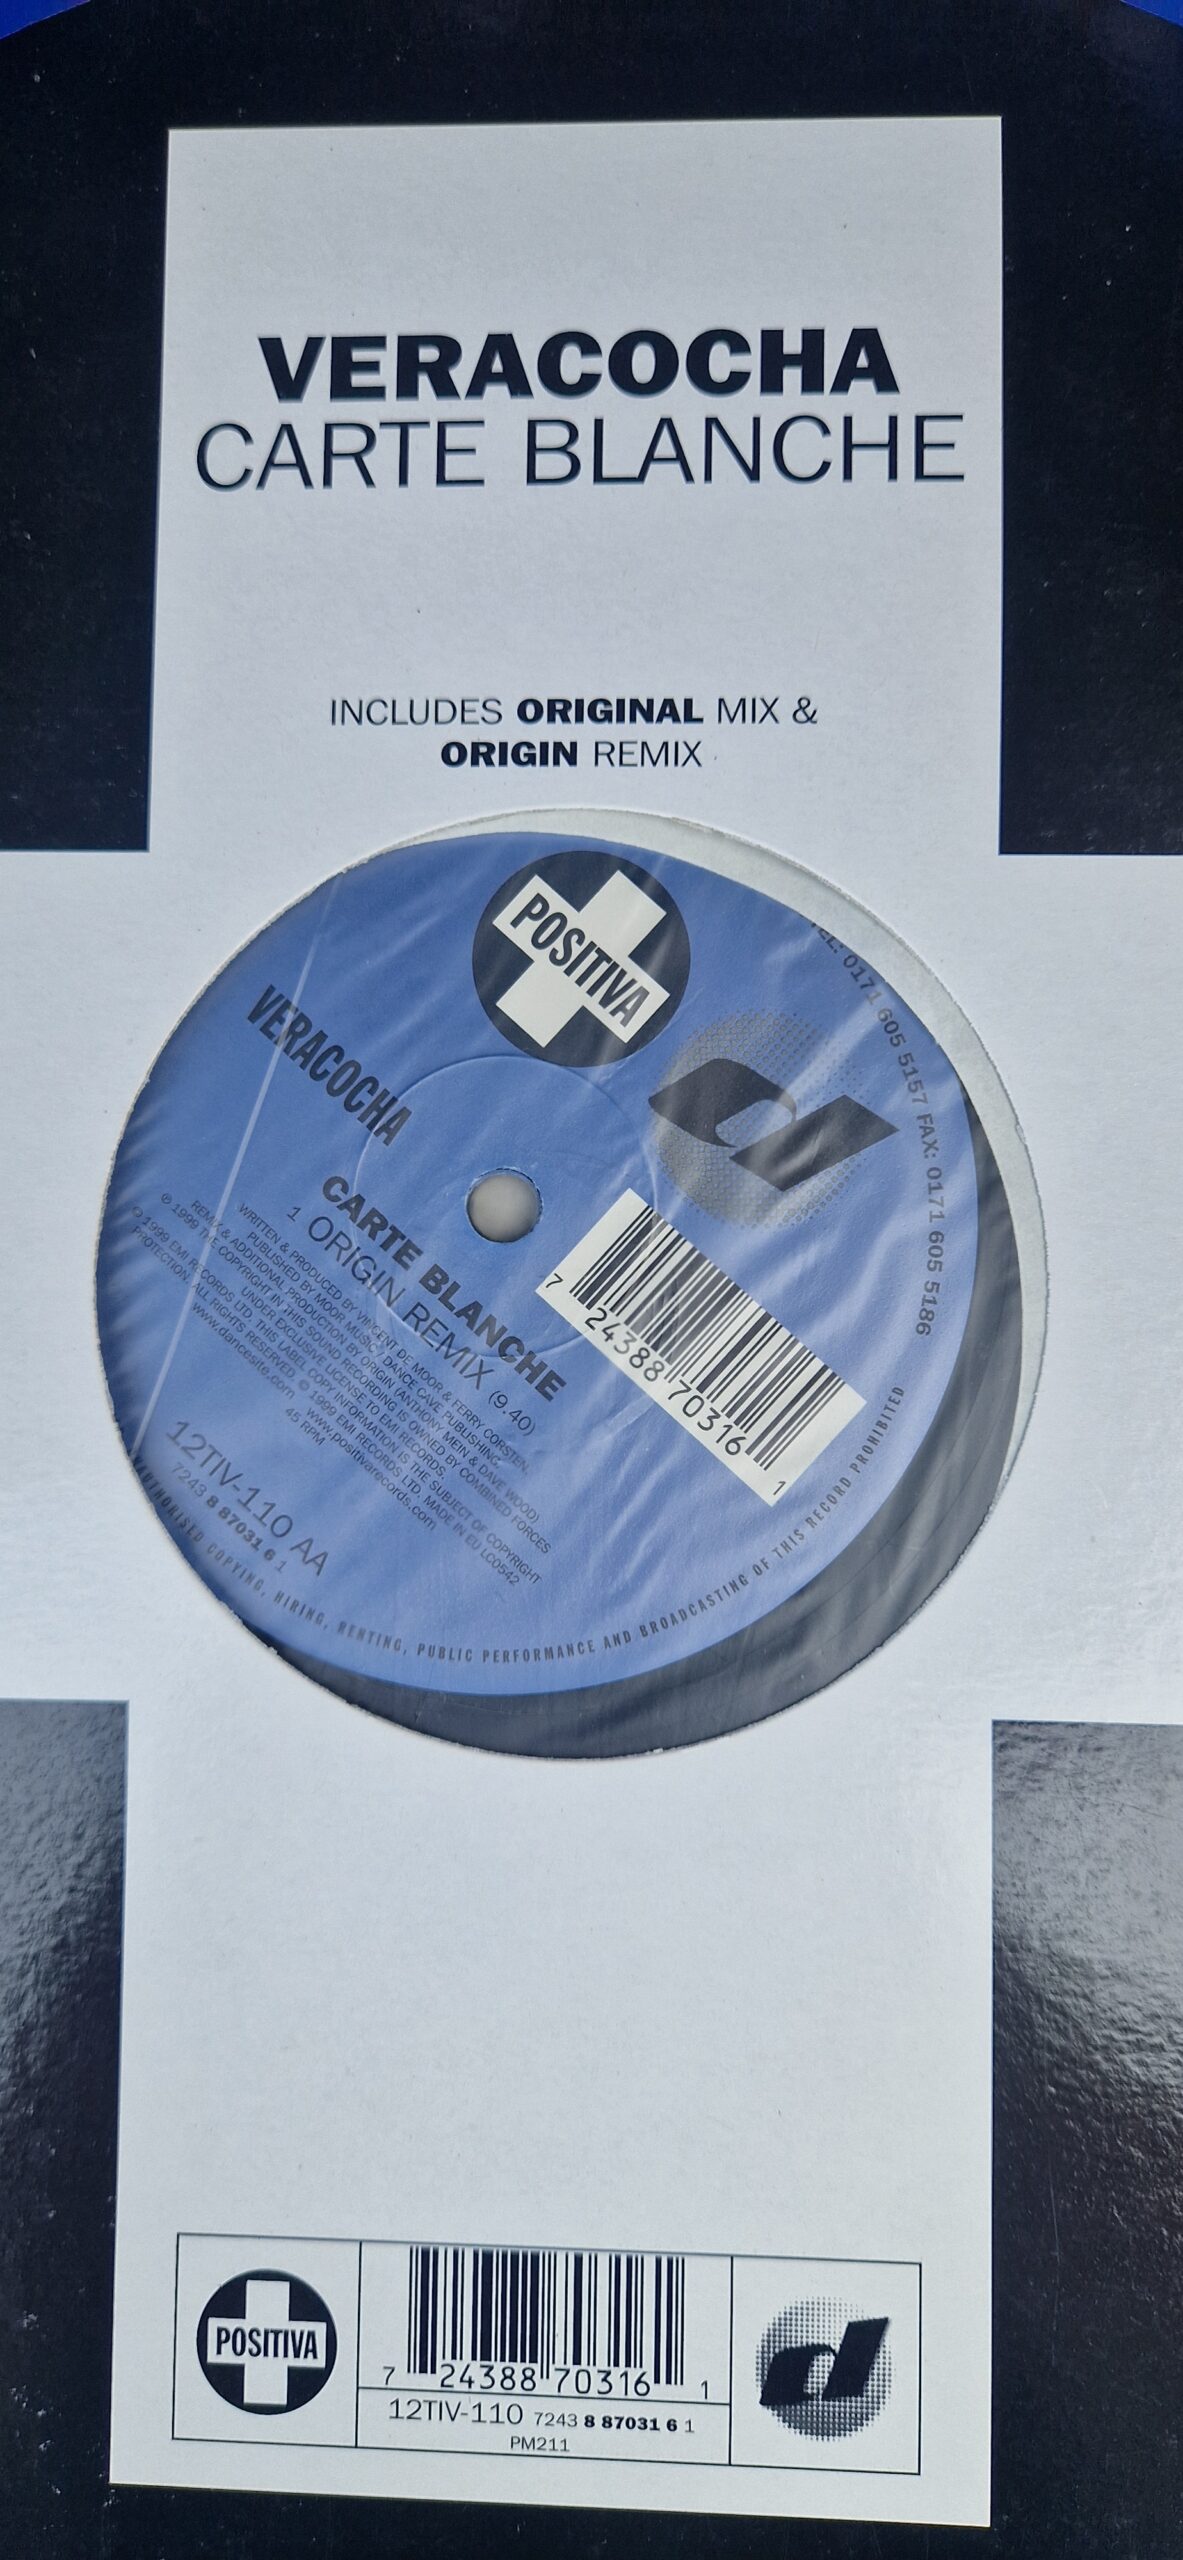 VERACOCHA
CARTE BLANCHE
INCLUDES ORIGINAL MIX &
ORIGIN REMIX
POSITIVA
d
TEL: 0171 605 5157 FAX: 0171 605 5186
VERACOCHA
CARTE BLANCHE
1 ORIGIN REMIX (9.40)
WRITTEN & PRODUCED BY VINCENT DE MOOR & FERRY CORSTEN.
PUBLISHED BY MOOR MUSIC, DANCE CAVE PUBLISHING.
REMIX & ADDITIONAL PRODUCTION BY ORIGIN (ANTHONY MEIN & DAVE WOOD)
℗ 1999 THE COPYRIGHT IN THIS SOUND RECORDING IS OWNED BY COMBINED FORCES
UNDER EXCLUSIVE LICENSE TO EMI RECORDS.
© 1999 EMI RECORDS LTD. THIS LABEL COPY INFORMATION IS THE SUBJECT OF COPYRIGHT
PROTECTION. ALL RIGHTS RESERVED. © 1999 EMI RECORDS LTD. MADE IN EU LC0542
www.dancesite.com www.positivarecords.com
45 RPM
7 24388 70316 1
12TIV-110 AA
7243 8 87031 6 1
COPYING, HIRING, RENTING, PUBLIC PERFORMANCE AND BROADCASTING OF THIS RECORD PROHIBITED
POSITIVA
7 24388 70316 1
12TIV-110 7243 8 87031 6 1
PM211
d